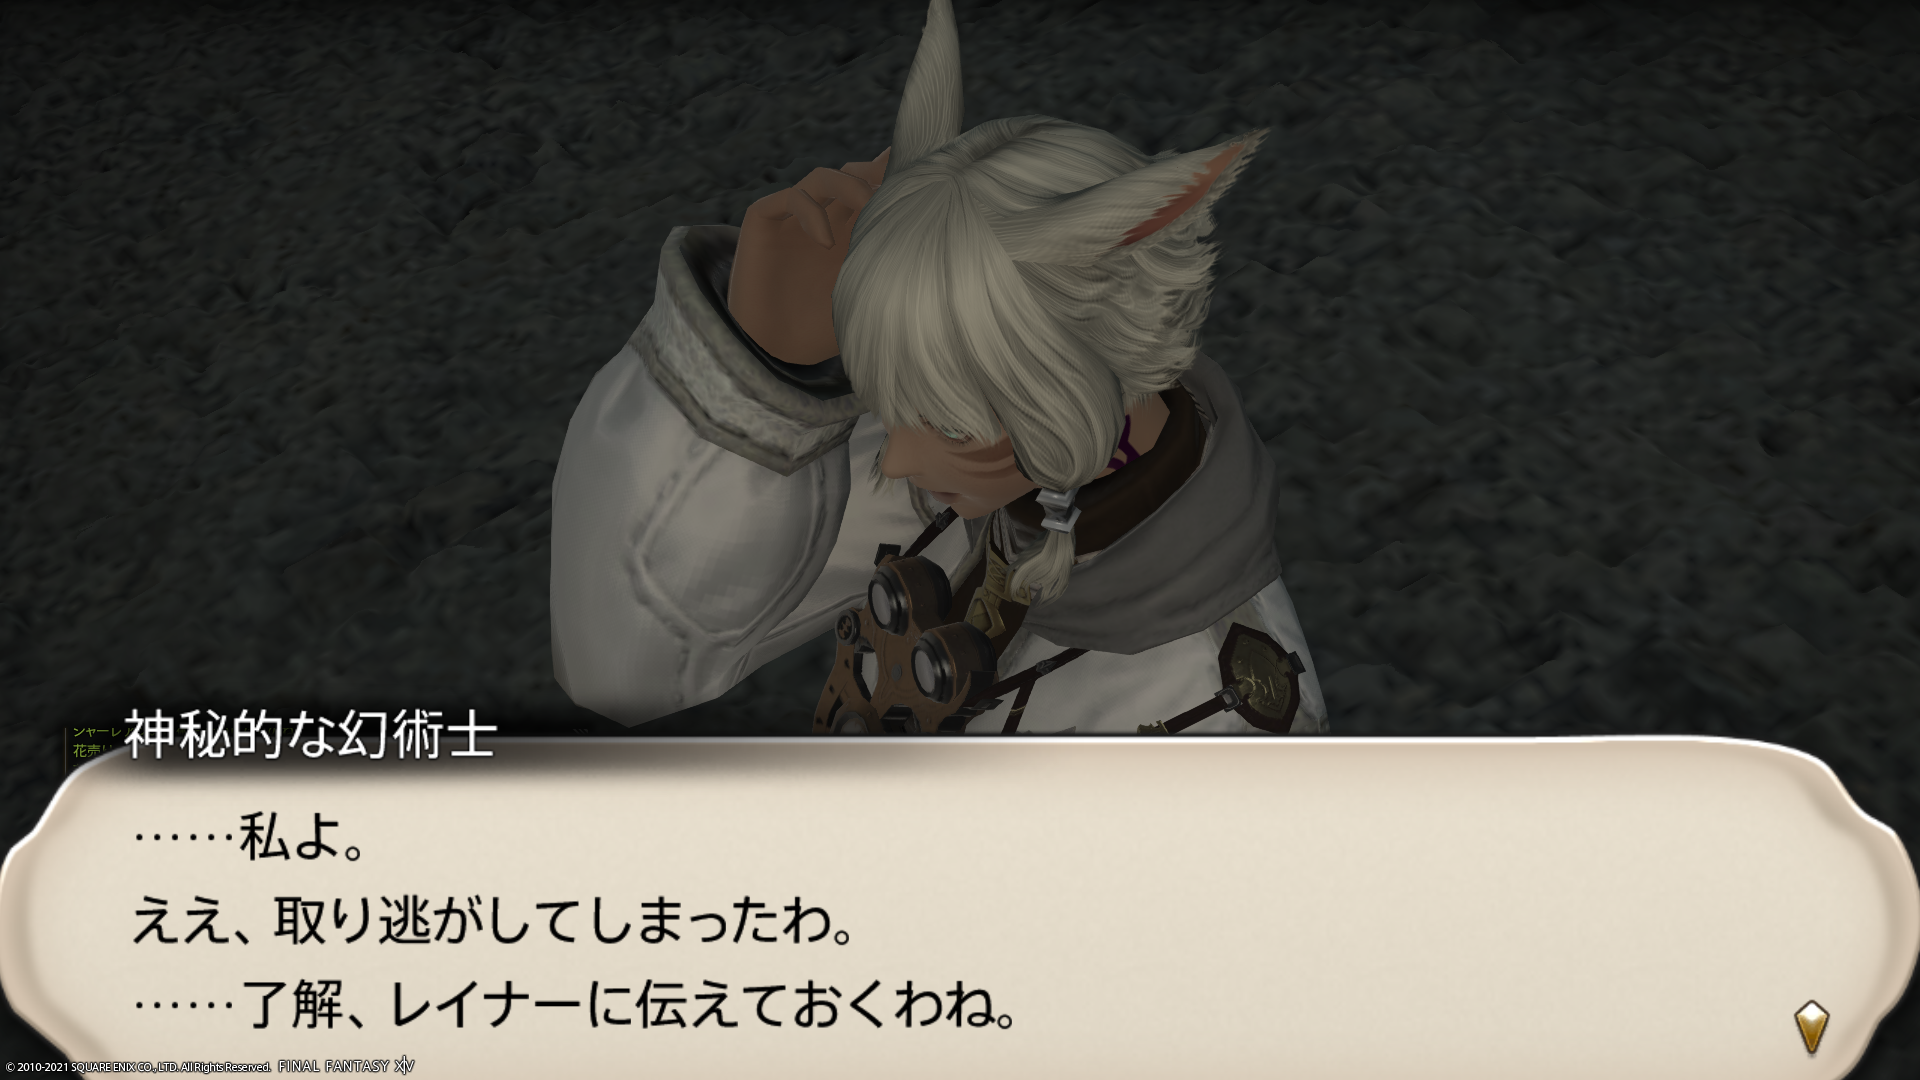 神秘的な幻術士
……私よ。
ええ、取り逃がしてしまったわ。
……了解、レイナーに伝えておくわね。
© 2010-2021 SQUARE ENIX CO., LTD. All Rights Reserved. FINAL FANTASY XIV